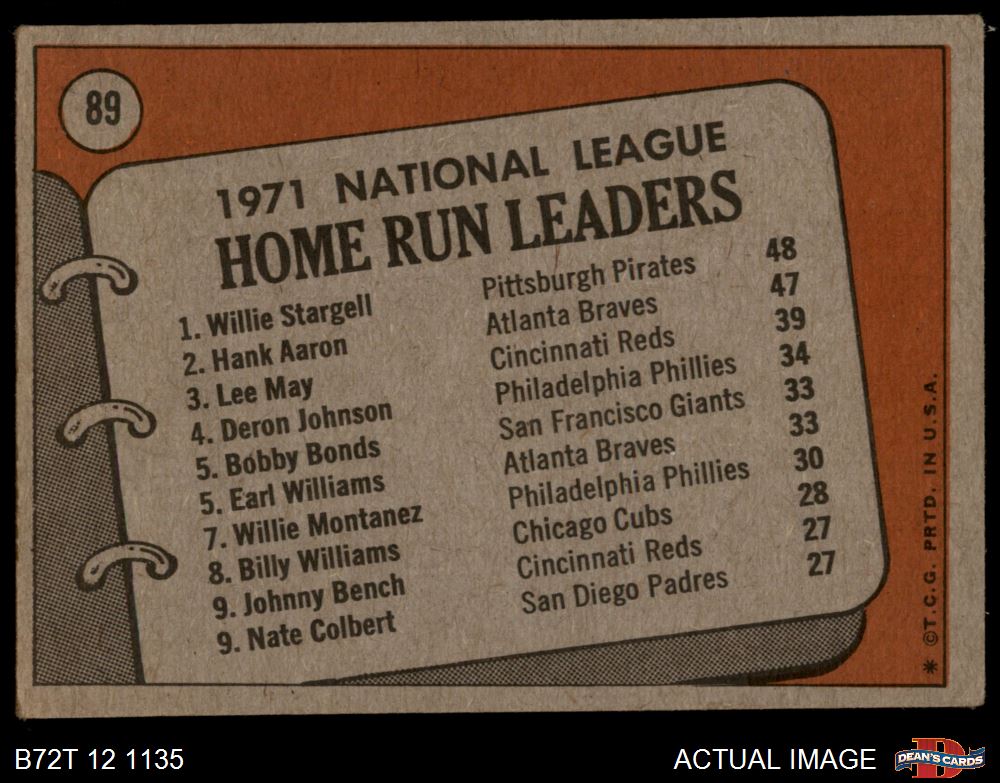 89
1971 NATIONAL LEAGUE
HOME RUN LEADERS
1. Willie Stargell Pittsburgh Pirates 48
2. Hank Aaron Atlanta Braves 47
3. Lee May Cincinnati Reds 39
4. Deron Johnson Philadelphia Phillies 34
5. Bobby Bonds San Francisco Giants 33
5. Earl Williams Atlanta Braves 33
7. Willie Montanez Philadelphia Phillies 30
8. Billy Williams Chicago Cubs 28
9. Johnny Bench Cincinnati Reds 27
9. Nate Colbert San Diego Padres 27
* ©T.C.G. PRTD. IN U.S.A.
B72T 12 1135
ACTUAL IMAGE
D
DEAN'S CARDS